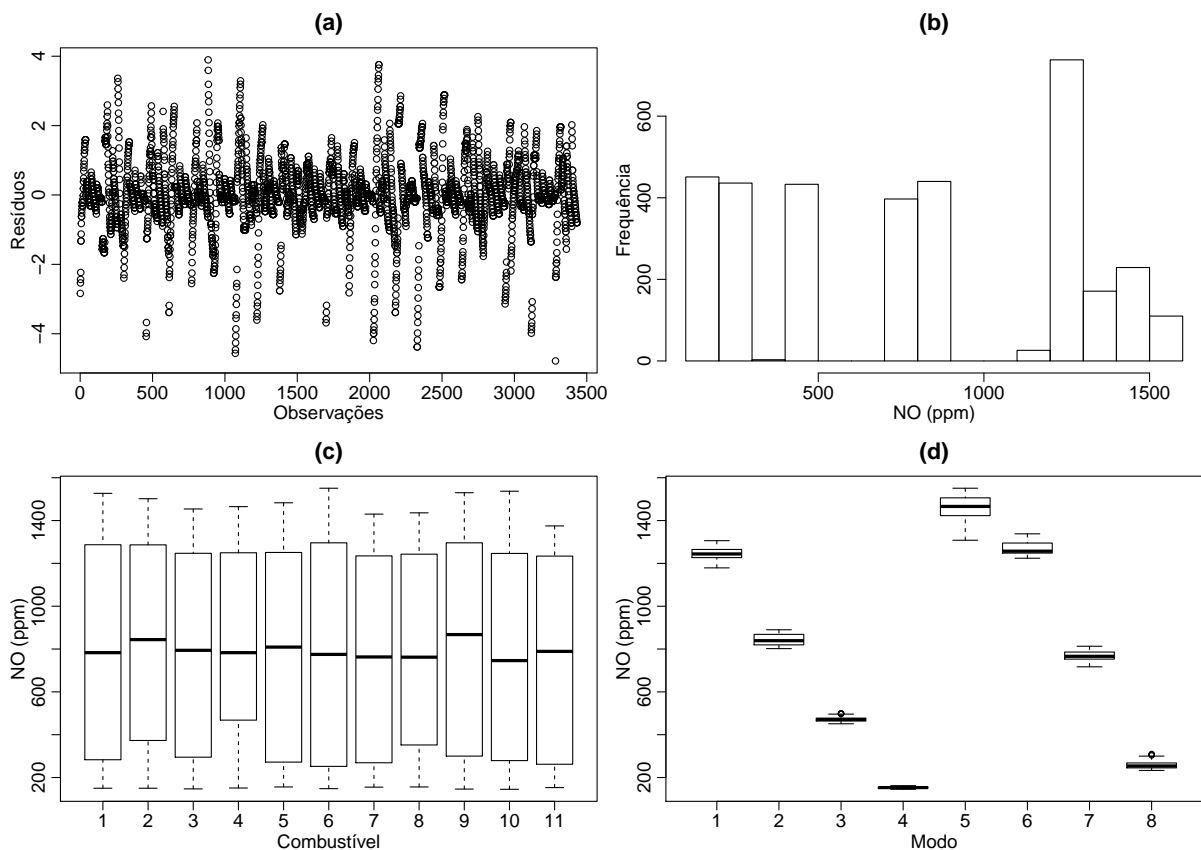 (a)
4
2
0
−2
−4
Resíduos
0 500 1000 1500 2000 2500 3000 3500
Observações
(b)
600
400
200
0
Frequência
500 1000 1500
NO (ppm)
(c)
1400
1000
600
200
NO (ppm)
1 2 3 4 5 6 7 8 9 10 11
Combustível
(d)
1400
1000
600
200
NO (ppm)
1 2 3 4 5 6 7 8
Modo